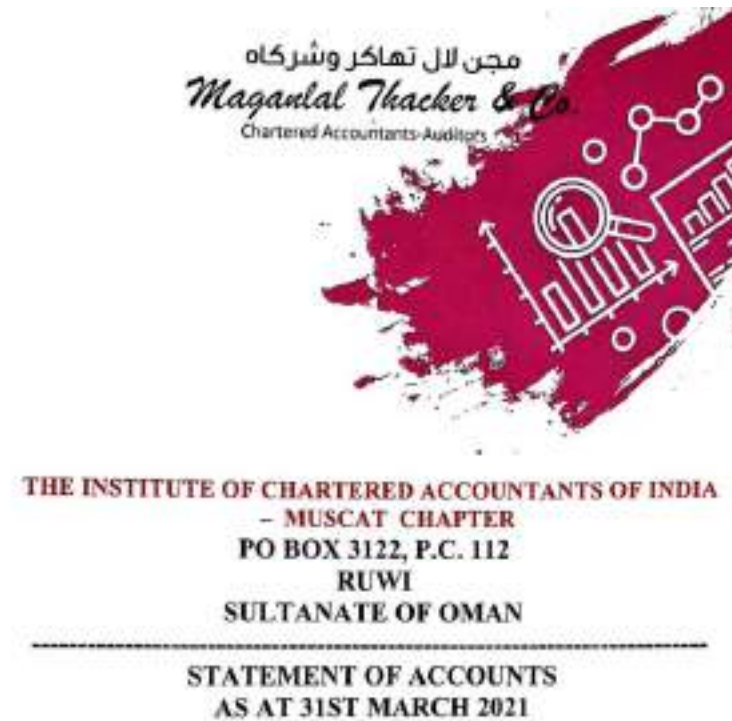 مجن لال تهاكر وشركاه
Maganlal Thacker & Co.
Chartered Accountants-Auditors
THE INSTITUTE OF CHARTERED ACCOUNTANTS OF INDIA
– MUSCAT CHAPTER
PO BOX 3122, P.C. 112
RUWI
SULTANATE OF OMAN
STATEMENT OF ACCOUNTS
AS AT 31ST MARCH 2021